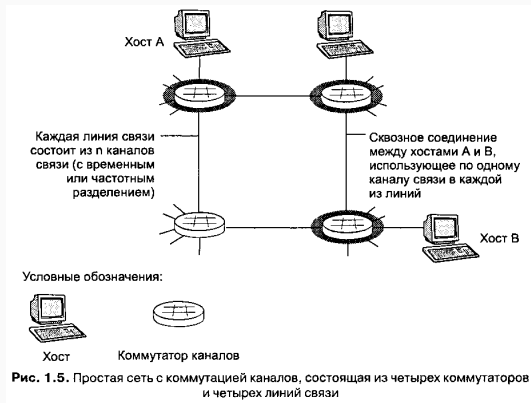 Хост А
Каждая линия связи
состоит из n каналов
связи (с временным
или частотным
разделением)
Сквозное соединение
между хостами А и В,
использующее по одному
каналу связи в каждой
из линий
Хост В
Условные обозначения:
Хост
Коммутатор каналов
Рис. 1.5. Простая сеть с коммутацией каналов, состоящая из четырех коммутаторов
и четырех линий связи